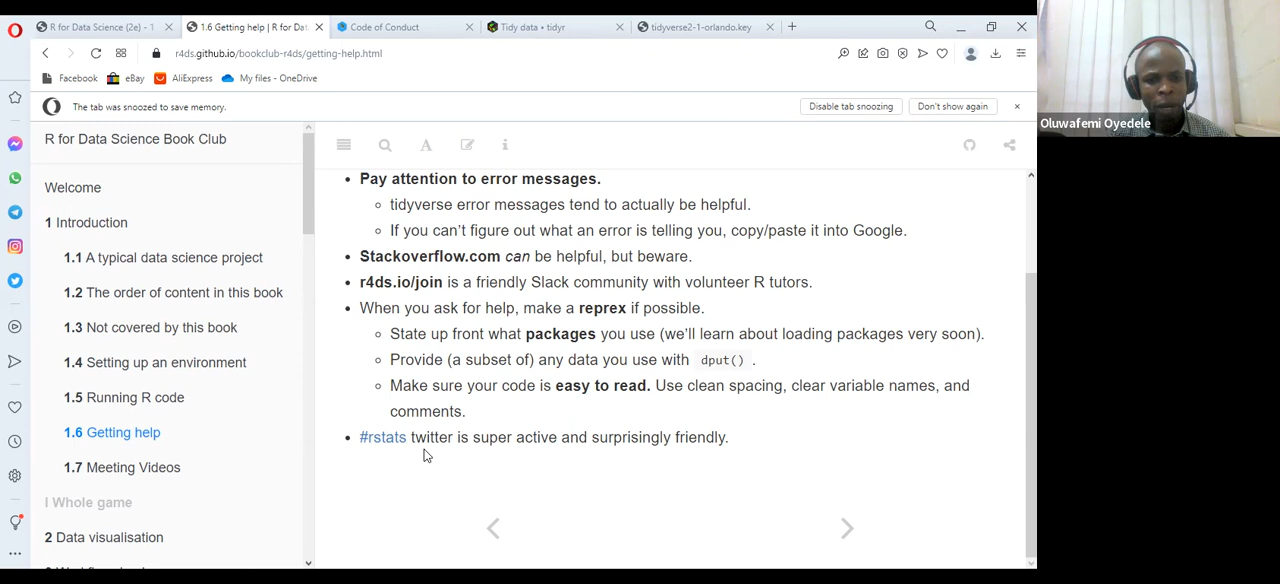 R for Data Science (2e) - 1
1.6 Getting help | R for Dat
Code of Conduct
Tidy data • tidyr
tidyverse2-1-orlando.key
r4ds.github.io/bookclub-r4ds/getting-help.html
Facebook
eBay
AliExpress
My files - OneDrive
The tab was snoozed to save memory.
Disable tab snoozing
Don't show again
R for Data Science Book Club
Welcome
1 Introduction
1.1 A typical data science project
1.2 The order of content in this book
1.3 Not covered by this book
1.4 Setting up an environment
1.5 Running R code
1.6 Getting help
1.7 Meeting Videos
I Whole game
2 Data visualisation
• Pay attention to error messages.
◦ tidyverse error messages tend to actually be helpful.
◦ If you can't figure out what an error is telling you, copy/paste it into Google.
• Stackoverflow.com can be helpful, but beware.
• r4ds.io/join is a friendly Slack community with volunteer R tutors.
• When you ask for help, make a reprex if possible.
◦ State up front what packages you use (we'll learn about loading packages very soon).
◦ Provide (a subset of) any data you use with dput() .
◦ Make sure your code is easy to read. Use clean spacing, clear variable names, and
comments.
• #rstats twitter is super active and surprisingly friendly.
Oluwafemi Oyedele